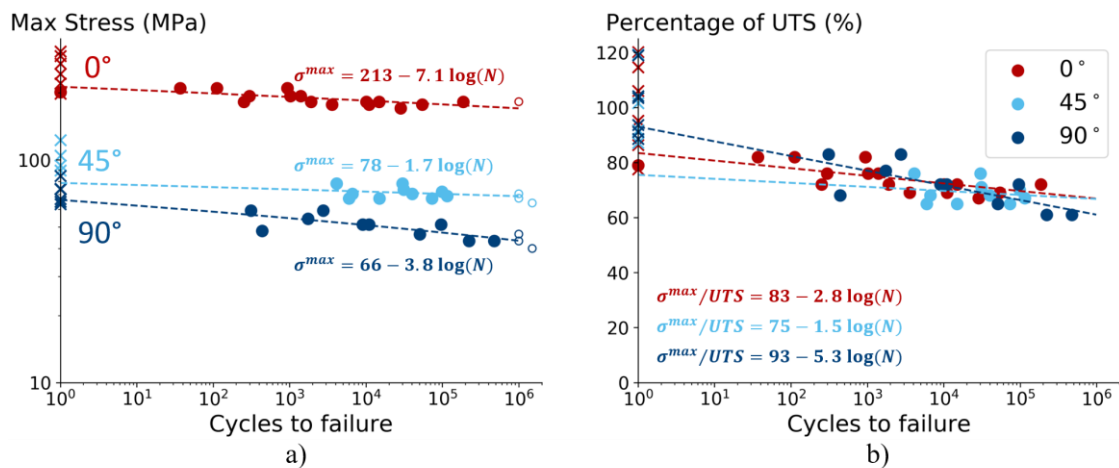 Max Stress (MPa)
0°
σᵐᵃˣ = 213 − 7.1 log(N)
100
45°
σᵐᵃˣ = 78 − 1.7 log(N)
90°
σᵐᵃˣ = 66 − 3.8 log(N)
10
10⁰ 10¹ 10² 10³ 10⁴ 10⁵ 10⁶
Cycles to failure
a)
Percentage of UTS (%)
120
100
80
60
40
20
0
0°
45°
90°
σᵐᵃˣ/UTS = 83 − 2.8 log(N)
σᵐᵃˣ/UTS = 75 − 1.5 log(N)
σᵐᵃˣ/UTS = 93 − 5.3 log(N)
10⁰ 10¹ 10² 10³ 10⁴ 10⁵ 10⁶
Cycles to failure
b)